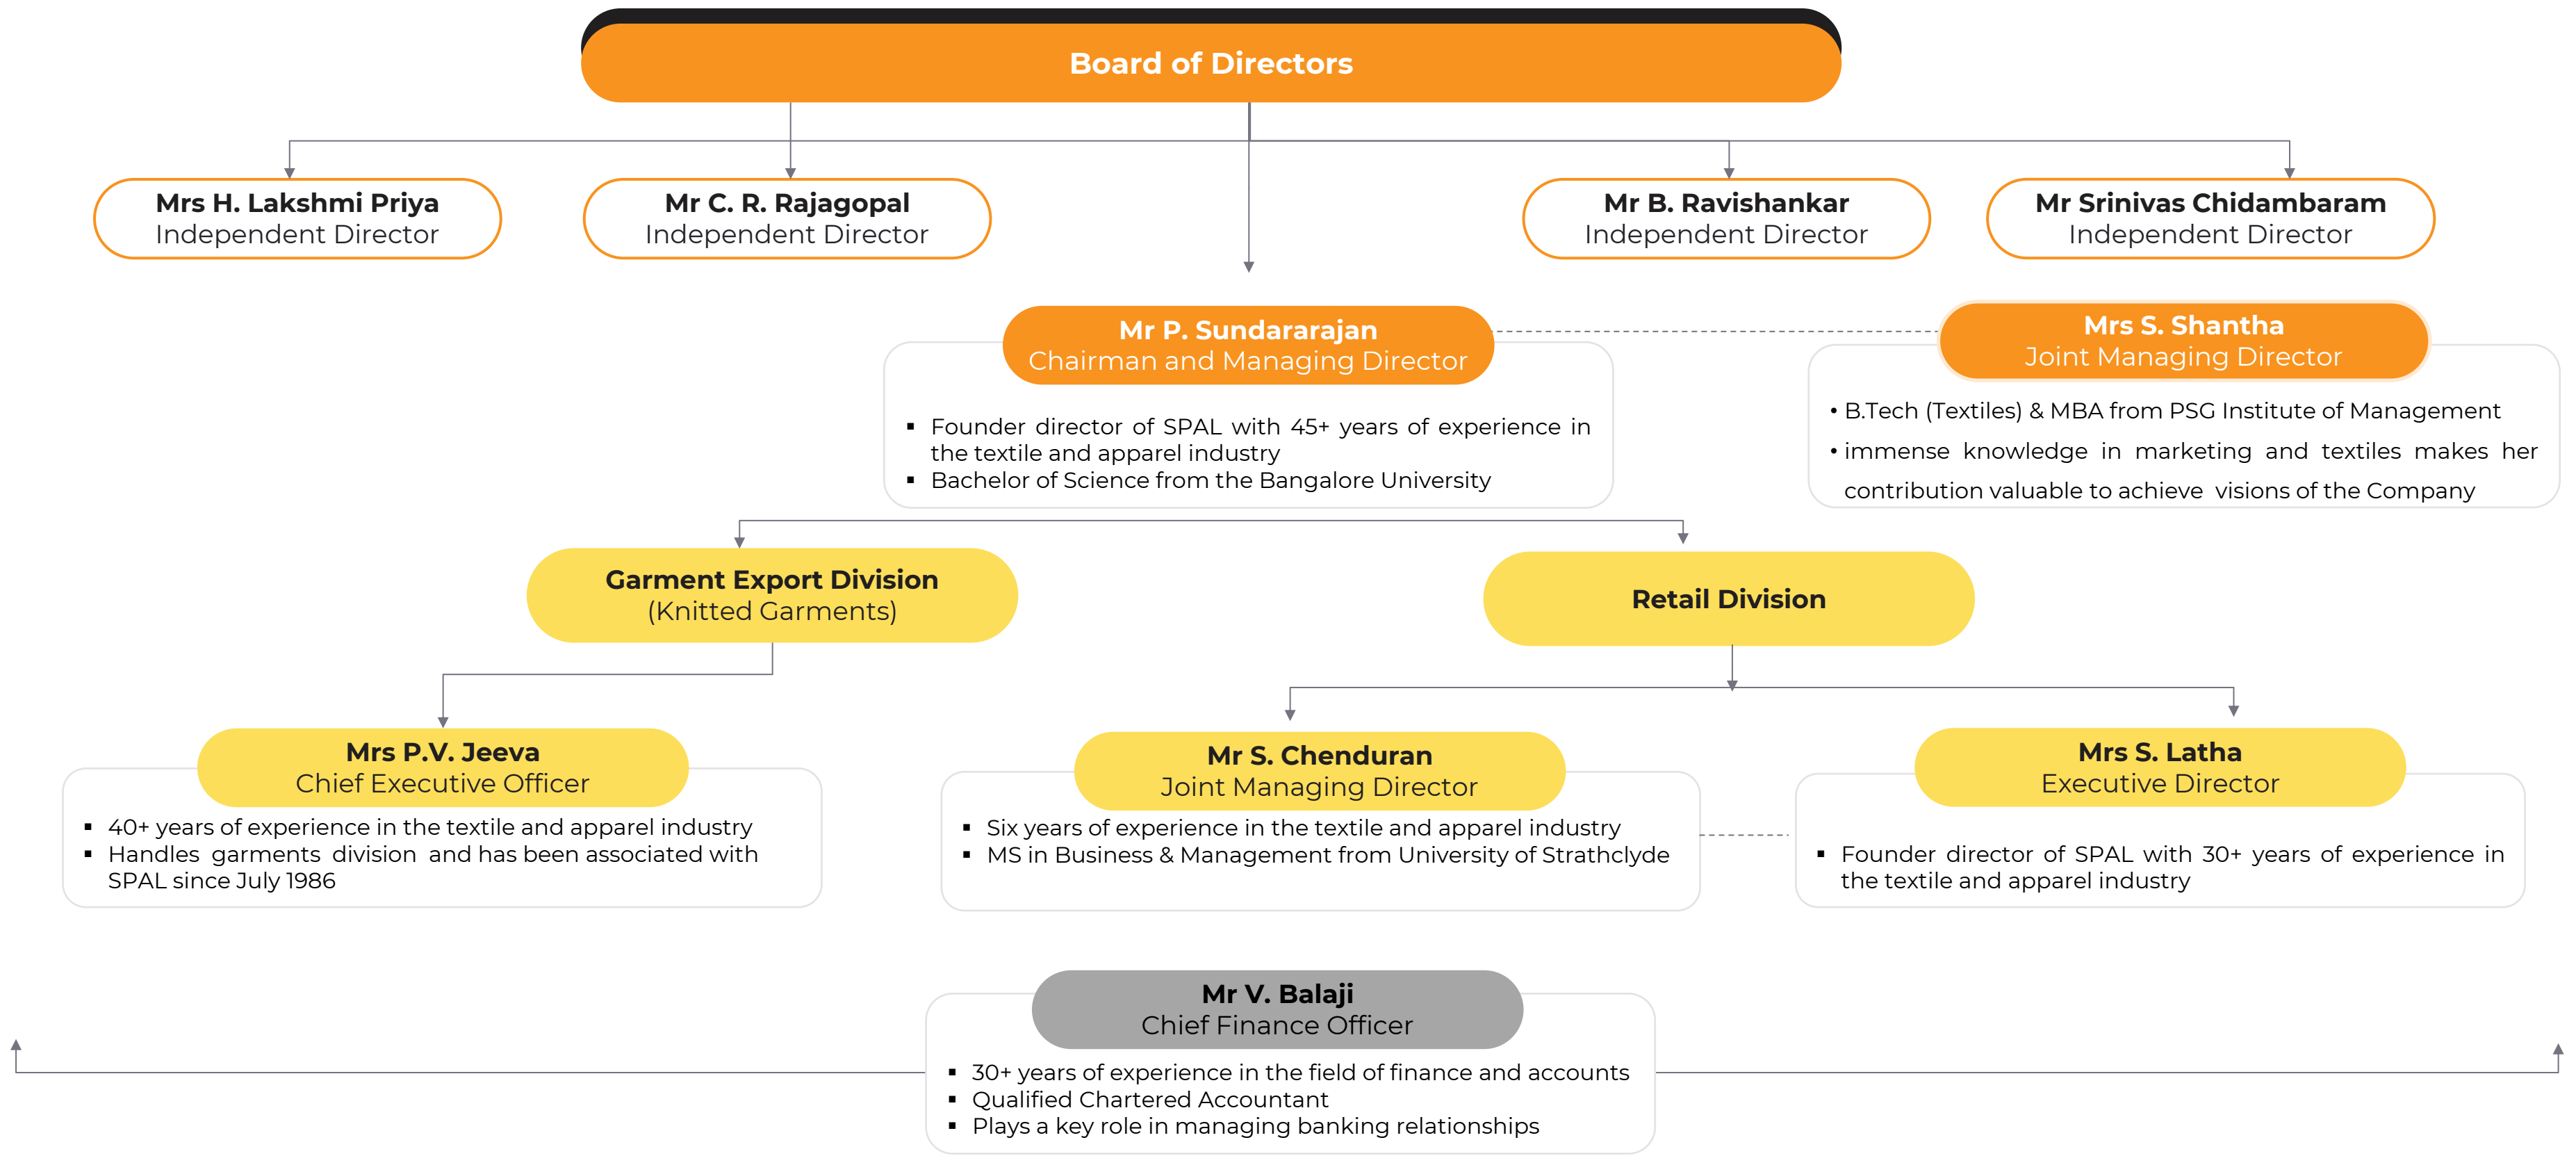 Board of Directors
Mrs H. Lakshmi Priya
Independent Director
Mr C. R. Rajagopal
Independent Director
Mr B. Ravishankar
Independent Director
Mr Srinivas Chidambaram
Independent Director
Mr P. Sundararajan
Chairman and Managing Director
▪ Founder director of SPAL with 45+ years of experience in
the textile and apparel industry
▪ Bachelor of Science from the Bangalore University
Mrs S. Shantha
Joint Managing Director
• B.Tech (Textiles) & MBA from PSG Institute of Management
• immense knowledge in marketing and textiles makes her
contribution valuable to achieve visions of the Company
Garment Export Division
(Knitted Garments)
Retail Division
Mrs P.V. Jeeva
Chief Executive Officer
▪ 40+ years of experience in the textile and apparel industry
▪ Handles garments division and has been associated with
SPAL since July 1986
Mr S. Chenduran
Joint Managing Director
▪ Six years of experience in the textile and apparel industry
▪ MS in Business & Management from University of Strathclyde
Mrs S. Latha
Executive Director
▪ Founder director of SPAL with 30+ years of experience in
the textile and apparel industry
Mr V. Balaji
Chief Finance Officer
▪ 30+ years of experience in the field of finance and accounts
▪ Qualified Chartered Accountant
▪ Plays a key role in managing banking relationships